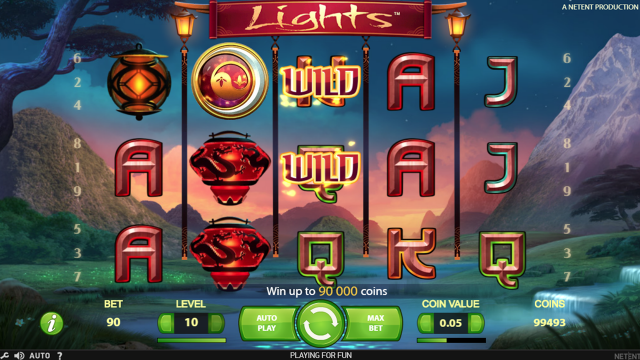 A NETENT PRODUCTION
Lights™
6 WILD A J 6
2 2
4 4
8 8
1 A WILD A J 1
9 9
5 5
3 A Q K Q 3
7 7
Win up to 90 000 coins
BET LEVEL COIN VALUE COINS
90 10 AUTO PLAY MAX BET 0.05 99493
i
AUTO ? PLAYING FOR FUN NETENT